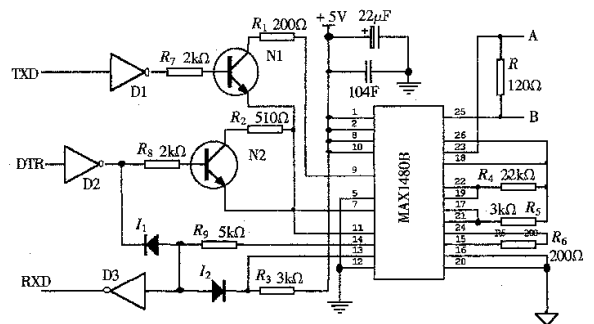 +5V
22μF
+
A
R₁ 200Ω
R₇ 2kΩ
N1
TXD
D1
104F
R
120Ω
R₂ 510Ω
1
2
8
10
25
B
26
23
18
MAX1480B
R₈ 2kΩ
N2
DTR
D2
9
22
19
R₄ 22kΩ
5
7
17
21
3kΩ R₅
I₁
R₉ 5kΩ
11
14
13
12
24
15
16
20
R₆
200Ω
RXD
D3
I₂
R₃ 3kΩ